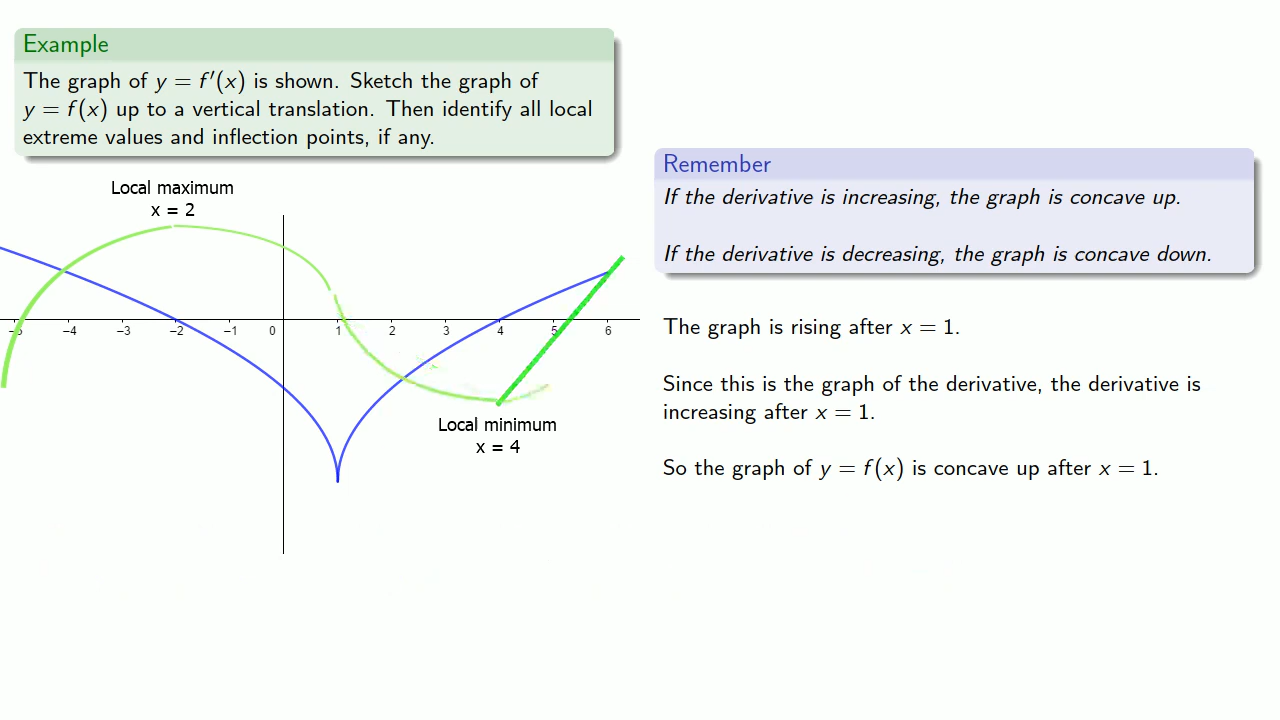 Example
The graph of y = f′(x) is shown. Sketch the graph of
y = f(x) up to a vertical translation. Then identify all local
extreme values and inflection points, if any.
Remember
If the derivative is increasing, the graph is concave up.
If the derivative is decreasing, the graph is concave down.
Local maximum
x = 2
−5 −4 −3 −2 −1 0 1 2 3 4 5 6
Local minimum
x = 4
The graph is rising after x = 1.
Since this is the graph of the derivative, the derivative is
increasing after x = 1.
So the graph of y = f(x) is concave up after x = 1.